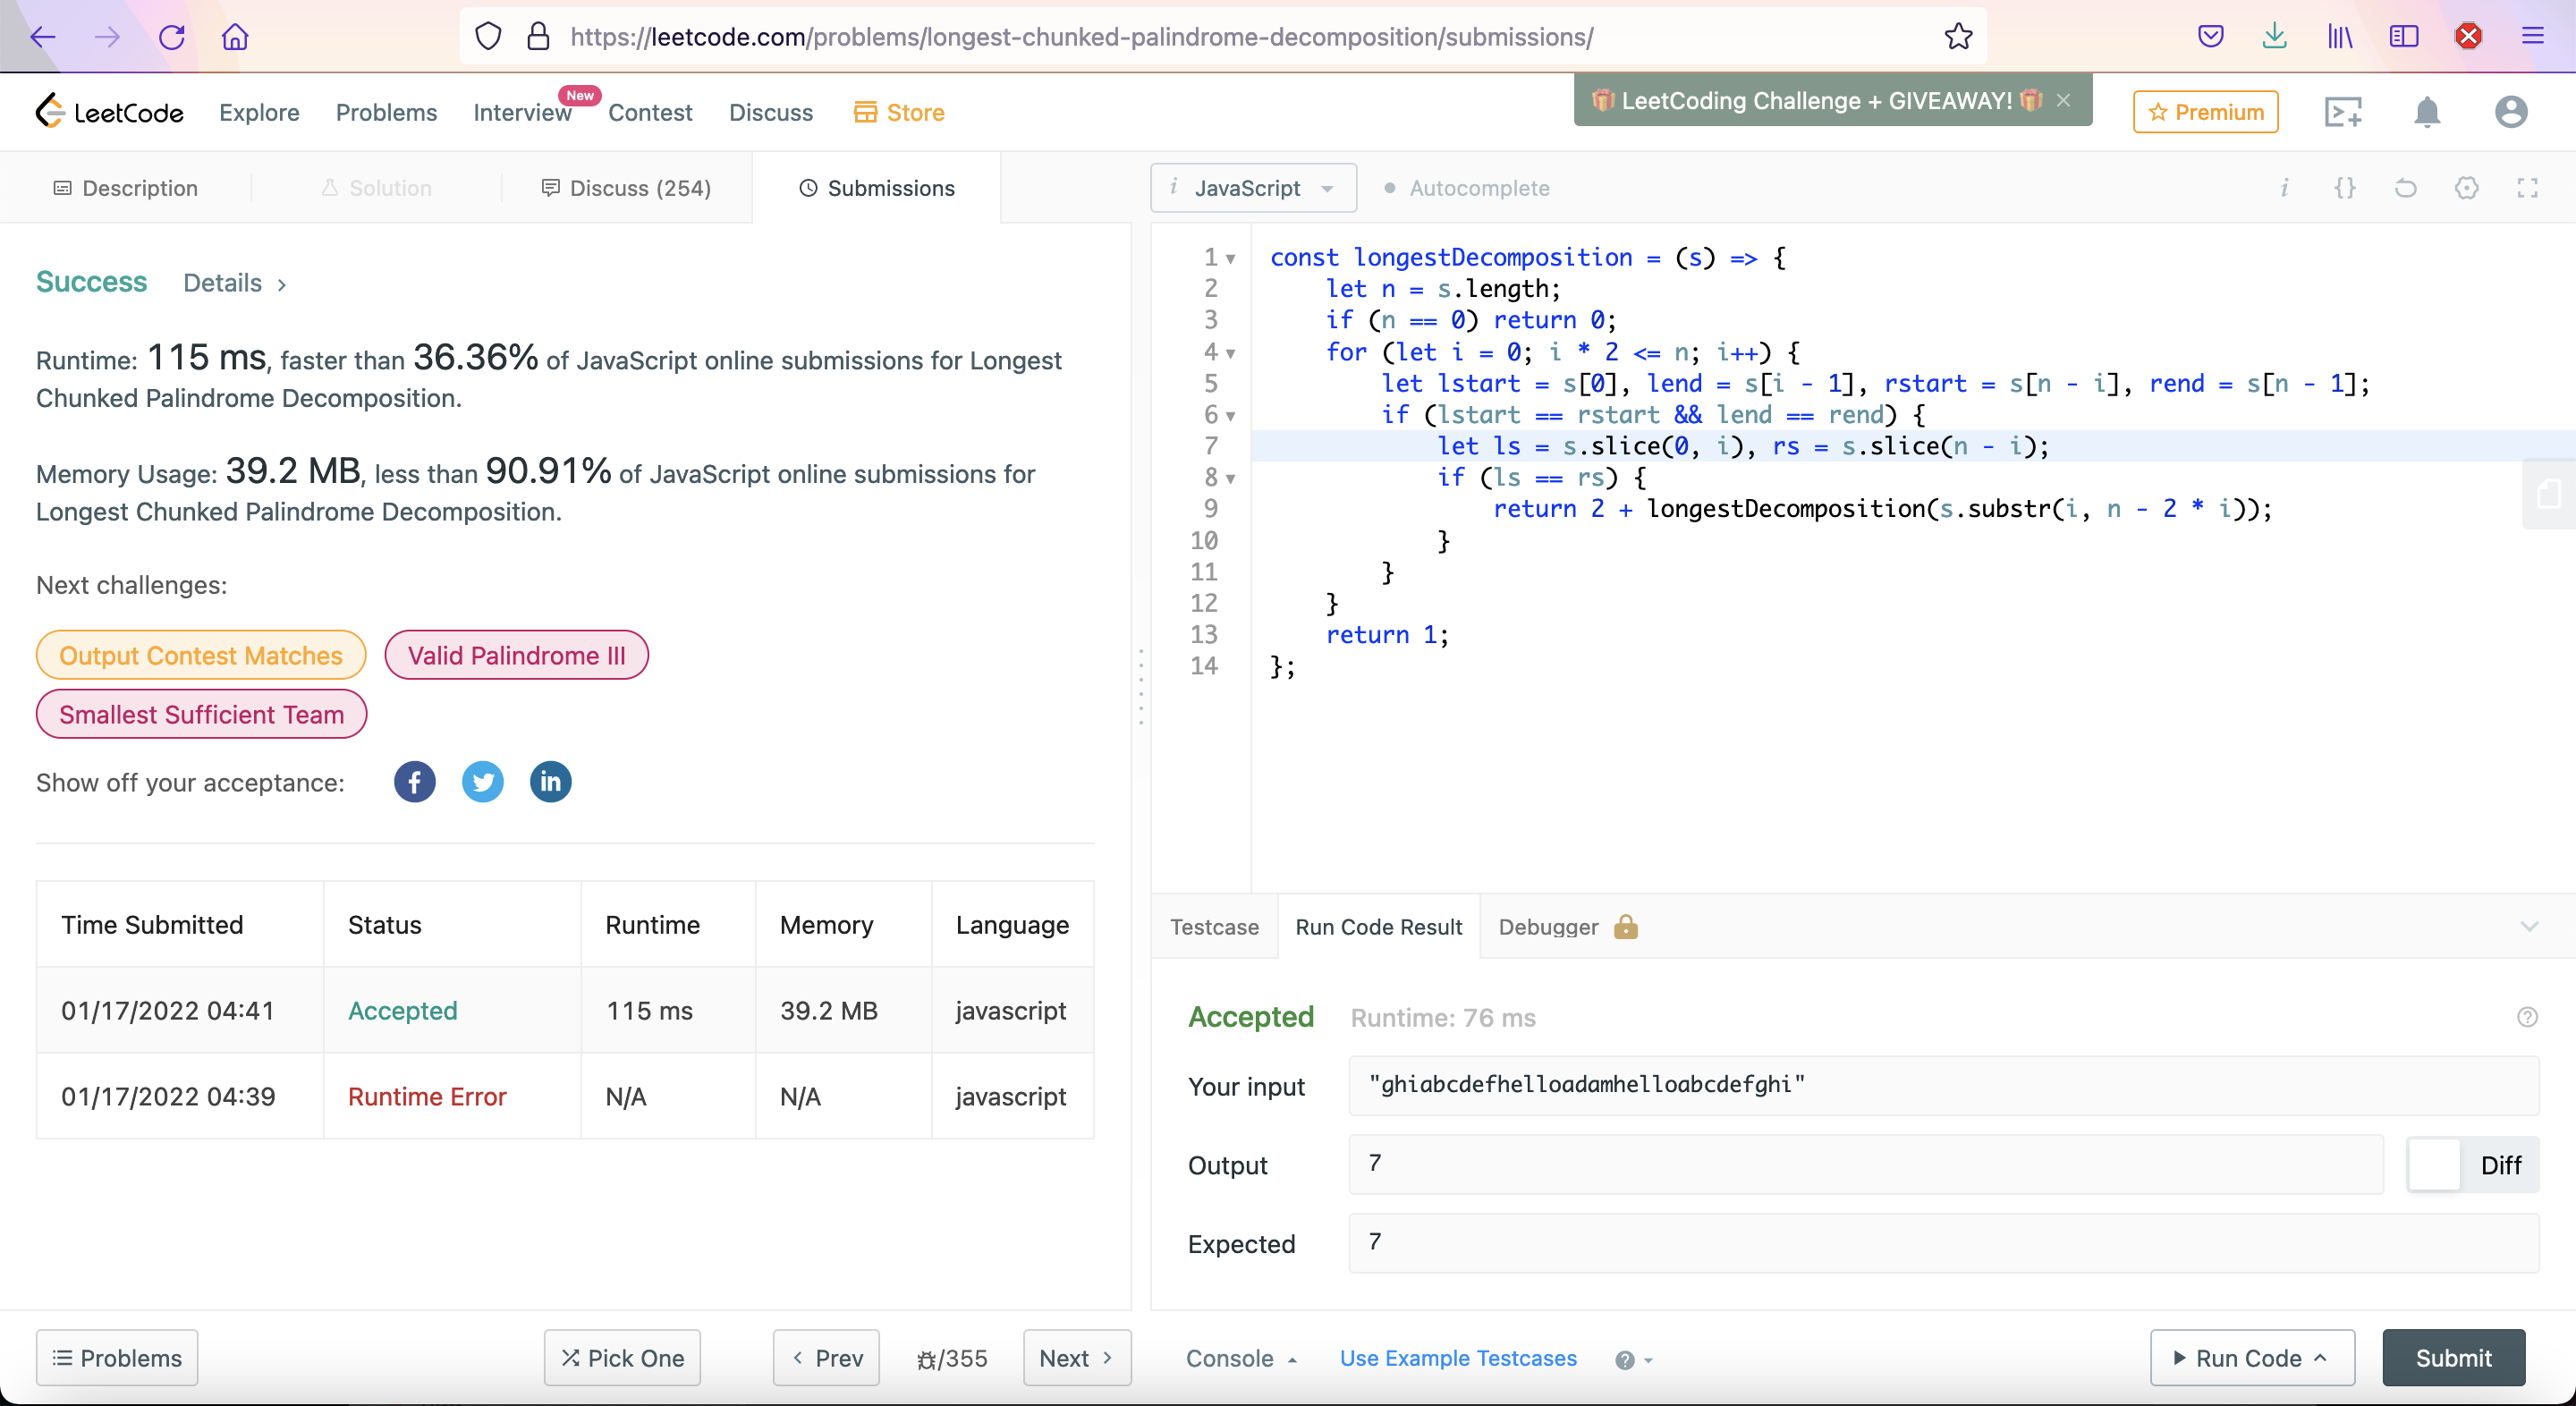 https://leetcode.com/problems/longest-chunked-palindrome-decomposition/submissions/
LeetCode Explore Problems Interview New Contest Discuss Store
LeetCoding Challenge + GIVEAWAY! Premium
Description Solution Discuss (254) Submissions
Success Details
Runtime: 115 ms, faster than 36.36% of JavaScript online submissions for Longest
Chunked Palindrome Decomposition.
Memory Usage: 39.2 MB, less than 90.91% of JavaScript online submissions for
Longest Chunked Palindrome Decomposition.
Next challenges:
Output Contest Matches Valid Palindrome III
Smallest Sufficient Team
Show off your acceptance:
Time Submitted Status Runtime Memory Language
01/17/2022 04:41 Accepted 115 ms 39.2 MB javascript
01/17/2022 04:39 Runtime Error N/A N/A javascript
Problems Pick One Prev /355 Next
JavaScript Autocomplete
1 const longestDecomposition = (s) => {
2 let n = s.length;
3 if (n == 0) return 0;
4 for (let i = 0; i * 2 <= n; i++) {
5 let lstart = s[0], lend = s[i - 1], rstart = s[n - i], rend = s[n - 1];
6 if (lstart == rstart && lend == rend) {
7 let ls = s.slice(0, i), rs = s.slice(n - i);
8 if (ls == rs) {
9 return 2 + longestDecomposition(s.substr(i, n - 2 * i));
10 }
11 }
12 }
13 return 1;
14 };
Testcase Run Code Result Debugger
Accepted Runtime: 76 ms
Your input "ghiabcdefhelloadamhelloabcdefghi"
Output 7 Diff
Expected 7
Console Use Example Testcases Run Code Submit